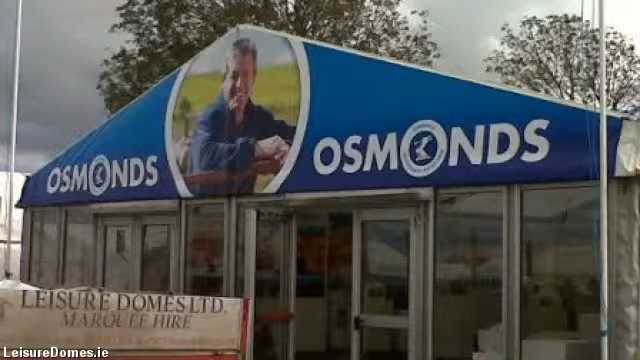 OSMONDS
OSMONDS
LEISURE DOMES LTD.
MARQUEE HIRE
LeisureDomes.ie